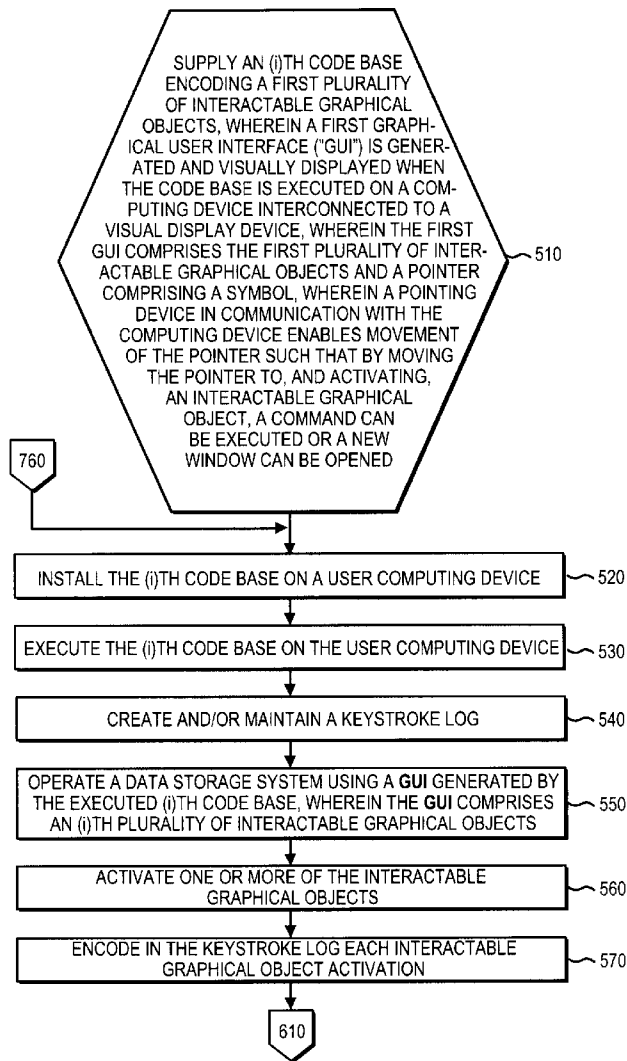 SUPPLY AN (i)TH CODE BASE
ENCODING A FIRST PLURALITY
OF INTERACTABLE GRAPHICAL
OBJECTS, WHEREIN A FIRST GRAPH-
ICAL USER INTERFACE ("GUI") IS GENER-
ATED AND VISUALLY DISPLAYED WHEN
THE CODE BASE IS EXECUTED ON A COM-
PUTING DEVICE INTERCONNECTED TO A
VISUAL DISPLAY DEVICE, WHEREIN THE FIRST
GUI COMPRISES THE FIRST PLURALITY OF INTER-
ACTABLE GRAPHICAL OBJECTS AND A POINTER
COMPRISING A SYMBOL, WHEREIN A POINTING
DEVICE IN COMMUNICATION WITH THE
COMPUTING DEVICE ENABLES MOVEMENT
OF THE POINTER SUCH THAT BY MOVING
THE POINTER TO, AND ACTIVATING,
AN INTERACTABLE GRAPHICAL
OBJECT, A COMMAND CAN
BE EXECUTED OR A NEW
WINDOW CAN BE OPENED
510
760
INSTALL THE (i)TH CODE BASE ON A USER COMPUTING DEVICE
520
EXECUTE THE (i)TH CODE BASE ON THE USER COMPUTING DEVICE
530
CREATE AND/OR MAINTAIN A KEYSTROKE LOG
540
OPERATE A DATA STORAGE SYSTEM USING A GUI GENERATED BY
THE EXECUTED (i)TH CODE BASE, WHEREIN THE GUI COMPRISES
AN (i)TH PLURALITY OF INTERACTABLE GRAPHICAL OBJECTS
550
ACTIVATE ONE OR MORE OF THE INTERACTABLE
GRAPHICAL OBJECTS
560
ENCODE IN THE KEYSTROKE LOG EACH INTERACTABLE
GRAPHICAL OBJECT ACTIVATION
570
610